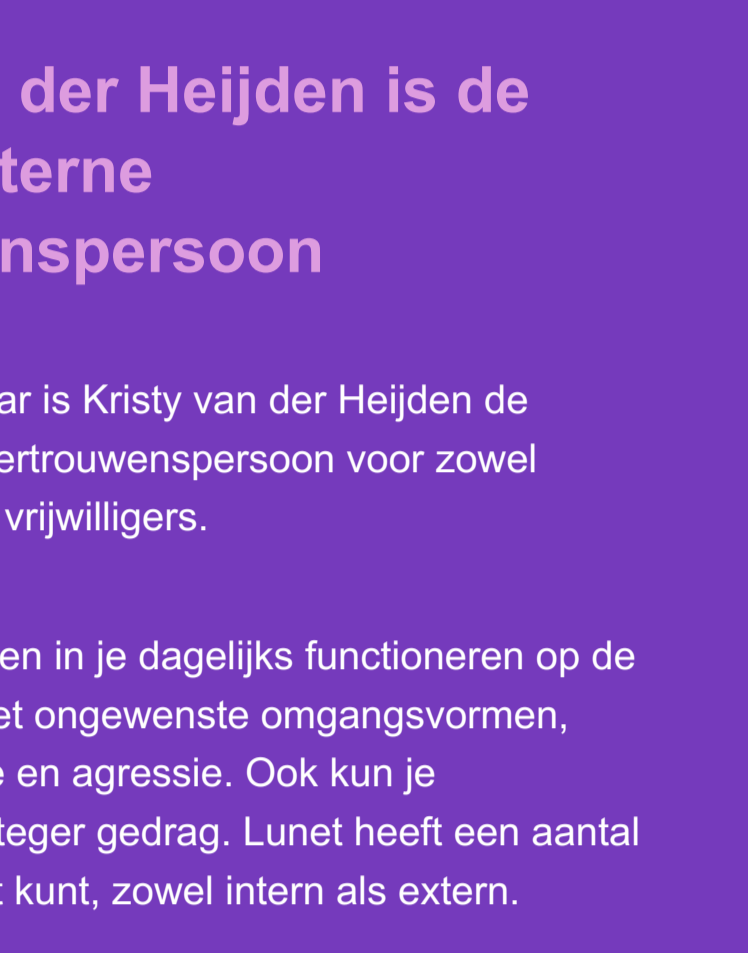 der Heijden is de
terne
nspersoon
ar is Kristy van der Heijden de
ertrouwenspersoon voor zowel
vrijwilligers.
en in je dagelijks functioneren op de
et ongewenste omgangsvormen,
e en agressie. Ook kun je
teger gedrag. Lunet heeft een aantal
t kunt, zowel intern als extern.